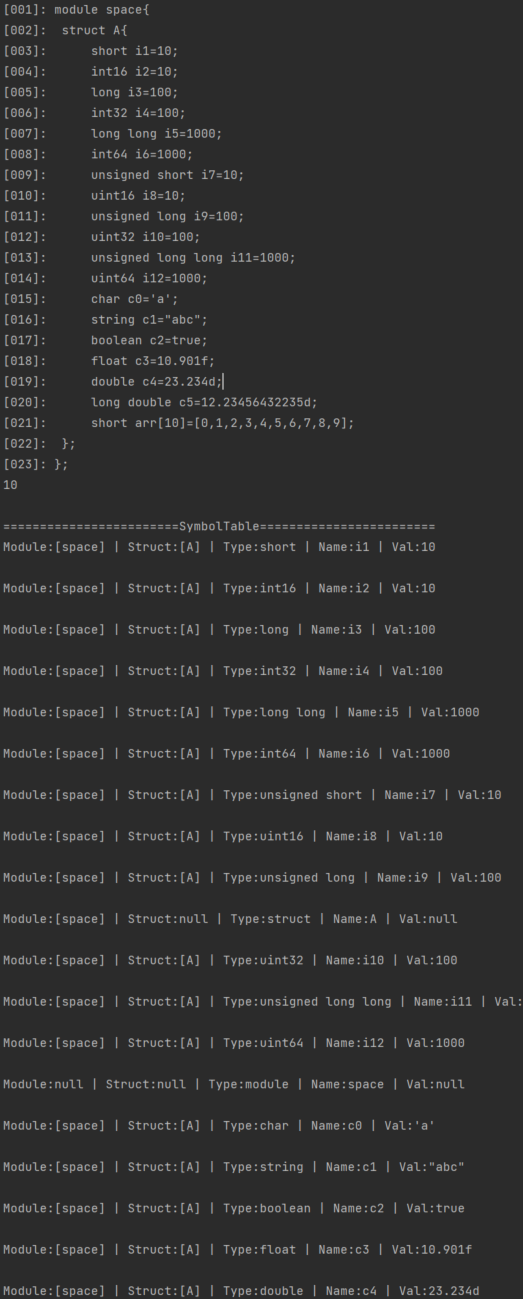 [001]: module space{
[002]:  struct A{
[003]:      short i1=10;
[004]:      int16 i2=10;
[005]:      long i3=100;
[006]:      int32 i4=100;
[007]:      long long i5=1000;
[008]:      int64 i6=1000;
[009]:      unsigned short i7=10;
[010]:      uint16 i8=10;
[011]:      unsigned long i9=100;
[012]:      uint32 i10=100;
[013]:      unsigned long long i11=1000;
[014]:      uint64 i12=1000;
[015]:      char c0='a';
[016]:      string c1="abc";
[017]:      boolean c2=true;
[018]:      float c3=10.901f;
[019]:      double c4=23.234d;
[020]:      long double c5=12.23456432235d;
[021]:      short arr[10]=[0,1,2,3,4,5,6,7,8,9];
[022]:  };
[023]: };
10
========================SymbolTable========================
Module:[space] | Struct:[A] | Type:short | Name:i1 | Val:10
Module:[space] | Struct:[A] | Type:int16 | Name:i2 | Val:10
Module:[space] | Struct:[A] | Type:long | Name:i3 | Val:100
Module:[space] | Struct:[A] | Type:int32 | Name:i4 | Val:100
Module:[space] | Struct:[A] | Type:long long | Name:i5 | Val:1000
Module:[space] | Struct:[A] | Type:int64 | Name:i6 | Val:1000
Module:[space] | Struct:[A] | Type:unsigned short | Name:i7 | Val:10
Module:[space] | Struct:[A] | Type:uint16 | Name:i8 | Val:10
Module:[space] | Struct:[A] | Type:unsigned long | Name:i9 | Val:100
Module:[space] | Struct:null | Type:struct | Name:A | Val:null
Module:[space] | Struct:[A] | Type:uint32 | Name:i10 | Val:100
Module:[space] | Struct:[A] | Type:unsigned long long | Name:i11 | Val:
Module:[space] | Struct:[A] | Type:uint64 | Name:i12 | Val:1000
Module:null | Struct:null | Type:module | Name:space | Val:null
Module:[space] | Struct:[A] | Type:char | Name:c0 | Val:'a'
Module:[space] | Struct:[A] | Type:string | Name:c1 | Val:"abc"
Module:[space] | Struct:[A] | Type:boolean | Name:c2 | Val:true
Module:[space] | Struct:[A] | Type:float | Name:c3 | Val:10.901f
Module:[space] | Struct:[A] | Type:double | Name:c4 | Val:23.234d